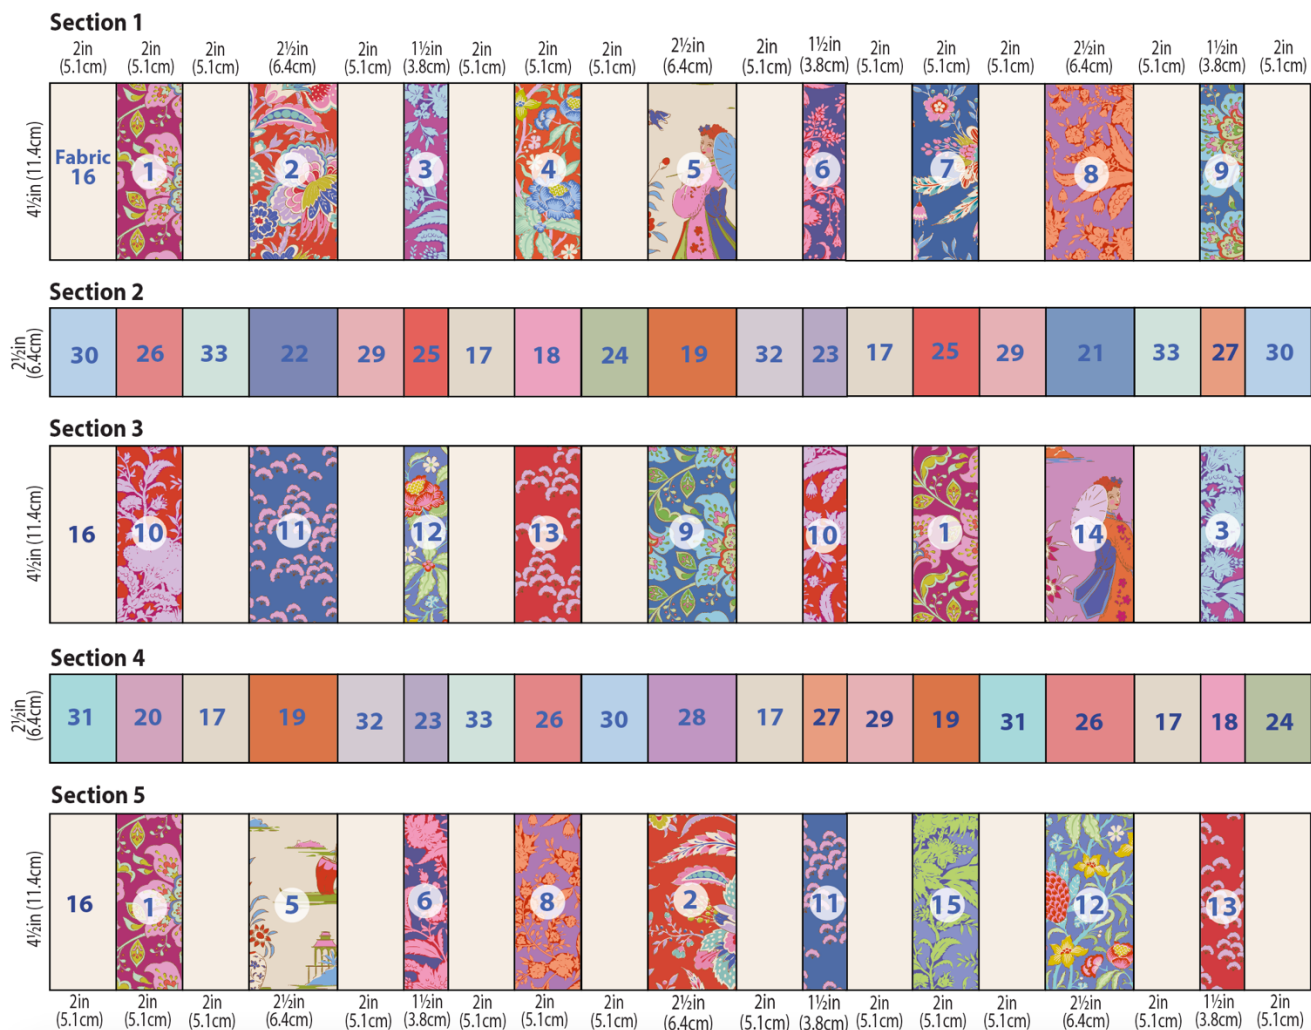 Section 1
2in 2in 2in 2½in 2in 1½in 2in 2in 2in 2½in 2in 1½in 2in 2in 2in 2½in 2in 1½in 2in
(5.1cm) (5.1cm) (5.1cm) (6.4cm) (5.1cm) (3.8cm) (5.1cm) (5.1cm) (5.1cm) (6.4cm) (5.1cm) (3.8cm) (5.1cm) (5.1cm) (5.1cm) (6.4cm) (5.1cm) (3.8cm) (5.1cm)
4½in (11.4cm)
Fabric
16 1 2 3 4 5 6 7 8 9
Section 2
2½in
(6.4cm)
30 26 33 22 29 25 17 18 24 19 32 23 17 25 29 21 33 27 30
Section 3
4½in (11.4cm)
16 10 11 12 13 9 10 1 14 3
Section 4
2½in
(6.4cm)
31 20 17 19 32 23 33 26 30 28 17 27 29 19 31 26 17 18 24
Section 5
4½in (11.4cm)
16 1 5 6 8 2 11 15 12 13
2in 2in 2in 2½in 2in 1½in 2in 2in 2in 2½in 2in 1½in 2in 2in 2in 2½in 2in 1½in 2in
(5.1cm) (5.1cm) (5.1cm) (6.4cm) (5.1cm) (3.8cm) (5.1cm) (5.1cm) (5.1cm) (6.4cm) (5.1cm) (3.8cm) (5.1cm) (5.1cm) (5.1cm) (6.4cm) (5.1cm) (3.8cm) (5.1cm)